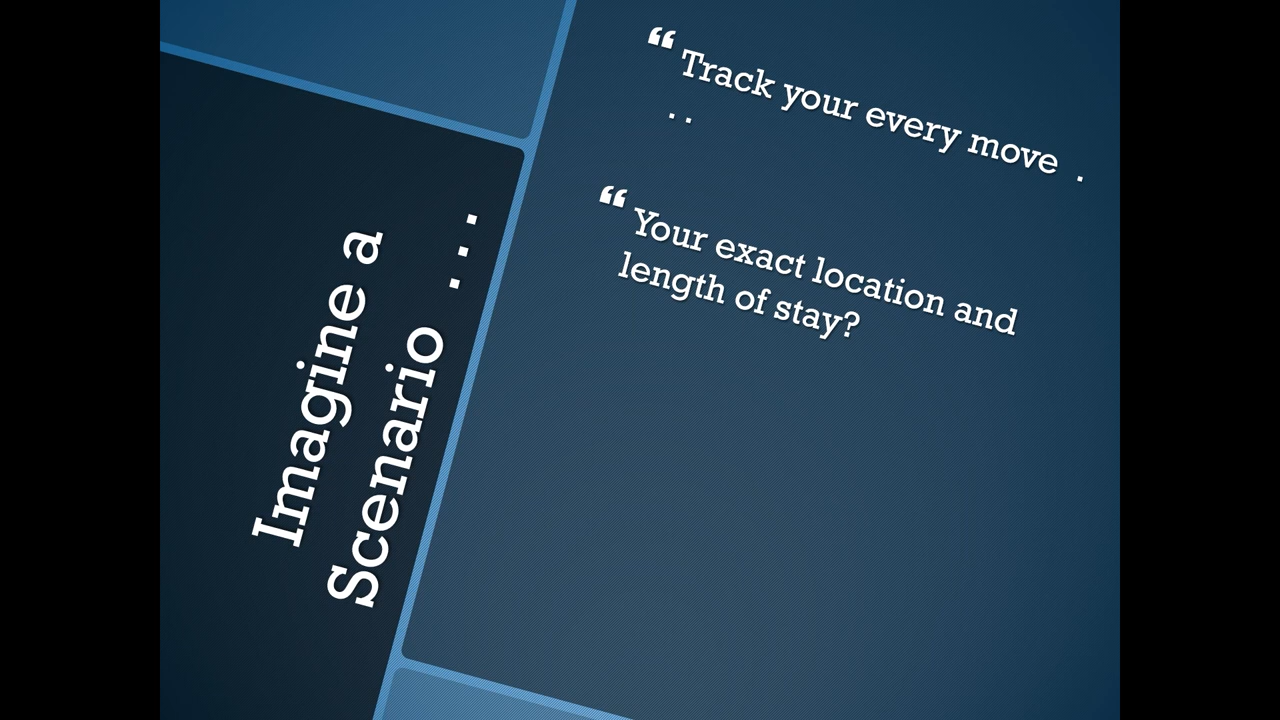 Imagine a
Scenario . . .
“ Track your every move .
. .
“ Your exact location and
length of stay?